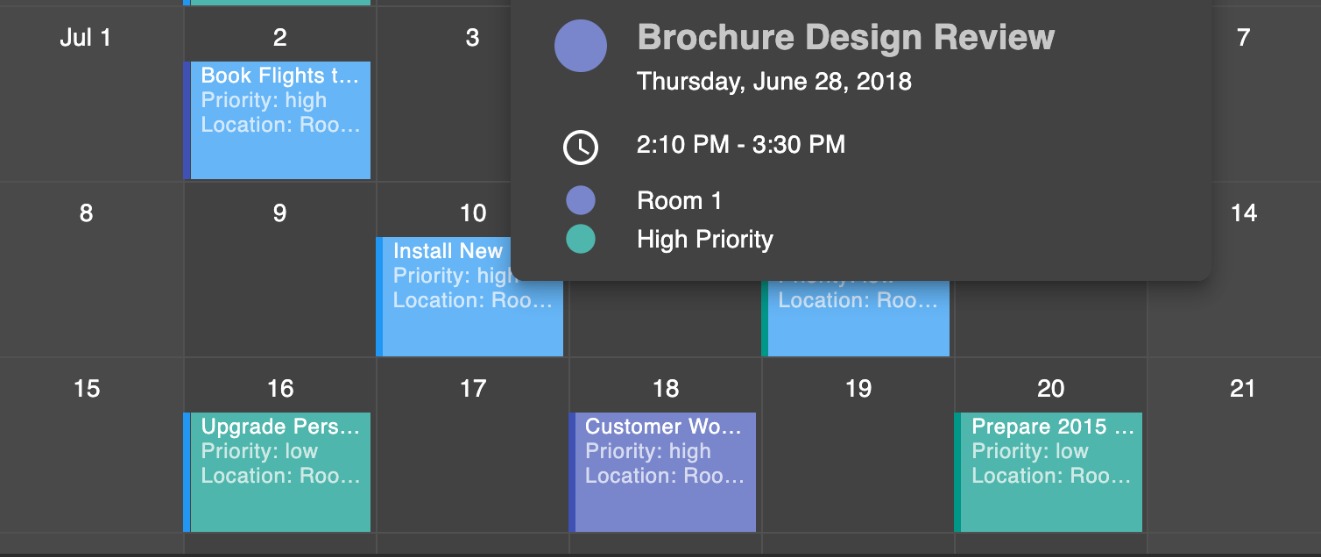 Jul 1
2
3
7
Book Flights t...
Priority: high
Location: Roo...
Brochure Design Review
Thursday, June 28, 2018
2:10 PM - 3:30 PM
Room 1
High Priority
8
9
10
14
Install New
Priority: high
Location: Roo...
Location: Roo...
15
16
17
18
19
20
21
Upgrade Pers...
Priority: low
Location: Roo...
Customer Wo...
Priority: high
Location: Roo...
Prepare 2015 ...
Priority: low
Location: Roo...